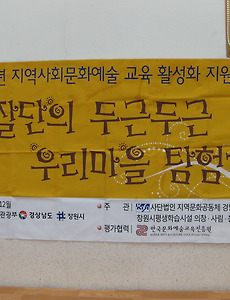 년 지역사회문화예술 교육 활성화 지원
잘단의 두근두근
우리마을 탐험
12월
관광부 경상남도 창원시
주 관 사단법인 지역문화공동체 경
창원시평생학습시설 의창·사림·
평가협력 한국문화예술교육진흥원